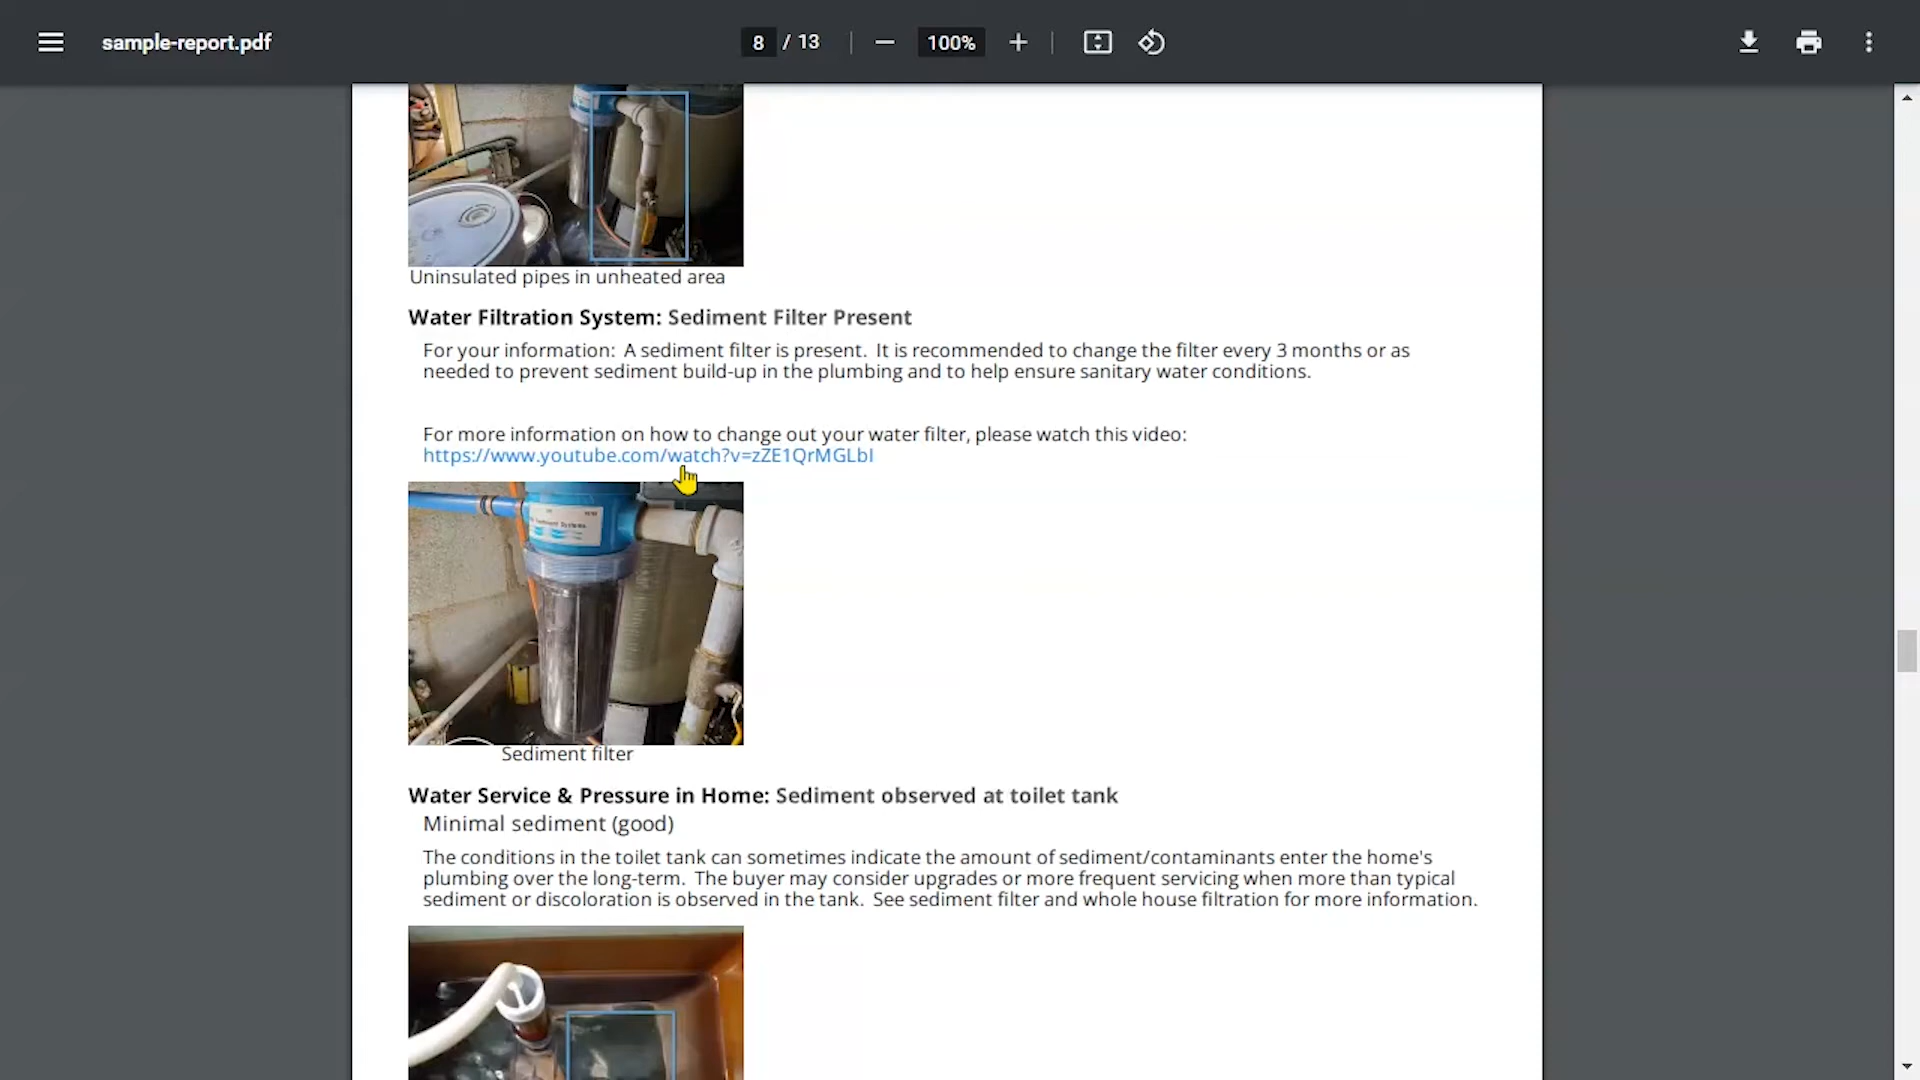 sample-report.pdf
8 / 13
100%
Uninsulated pipes in unheated area
Water Filtration System: Sediment Filter Present
For your information:  A sediment filter is present.  It is recommended to change the filter every 3 months or as
needed to prevent sediment build-up in the plumbing and to help ensure sanitary water conditions.
For more information on how to change out your water filter, please watch this video:
https://www.youtube.com/watch?v=zZE1QrMGLbI
Sediment filter
Water Service & Pressure in Home: Sediment observed at toilet tank
Minimal sediment (good)
The conditions in the toilet tank can sometimes indicate the amount of sediment/contaminants enter the home's
plumbing over the long-term.  The buyer may consider upgrades or more frequent servicing when more than typical
sediment or discoloration is observed in the tank.  See sediment filter and whole house filtration for more information.